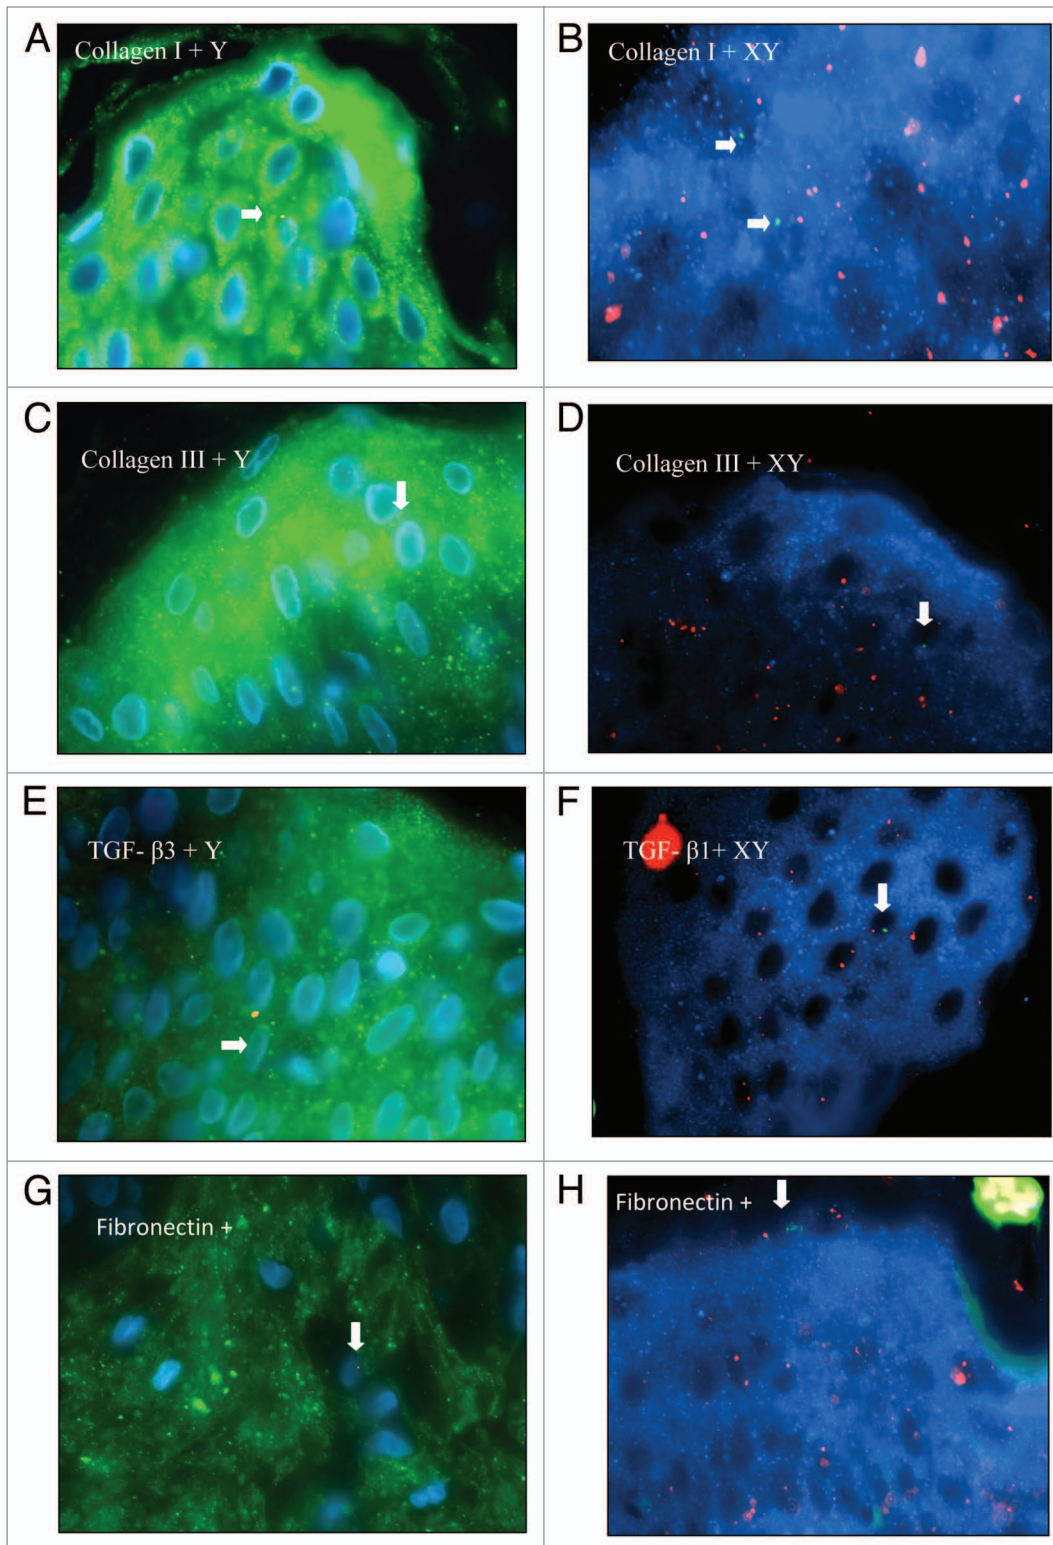 A
Collagen I + Y
B
Collagen I + XY
C
Collagen III + Y
D
Collagen III + XY
E
TGF- β3 + Y
F
TGF- β1+ XY
G
Fibronectin +
H
Fibronectin +